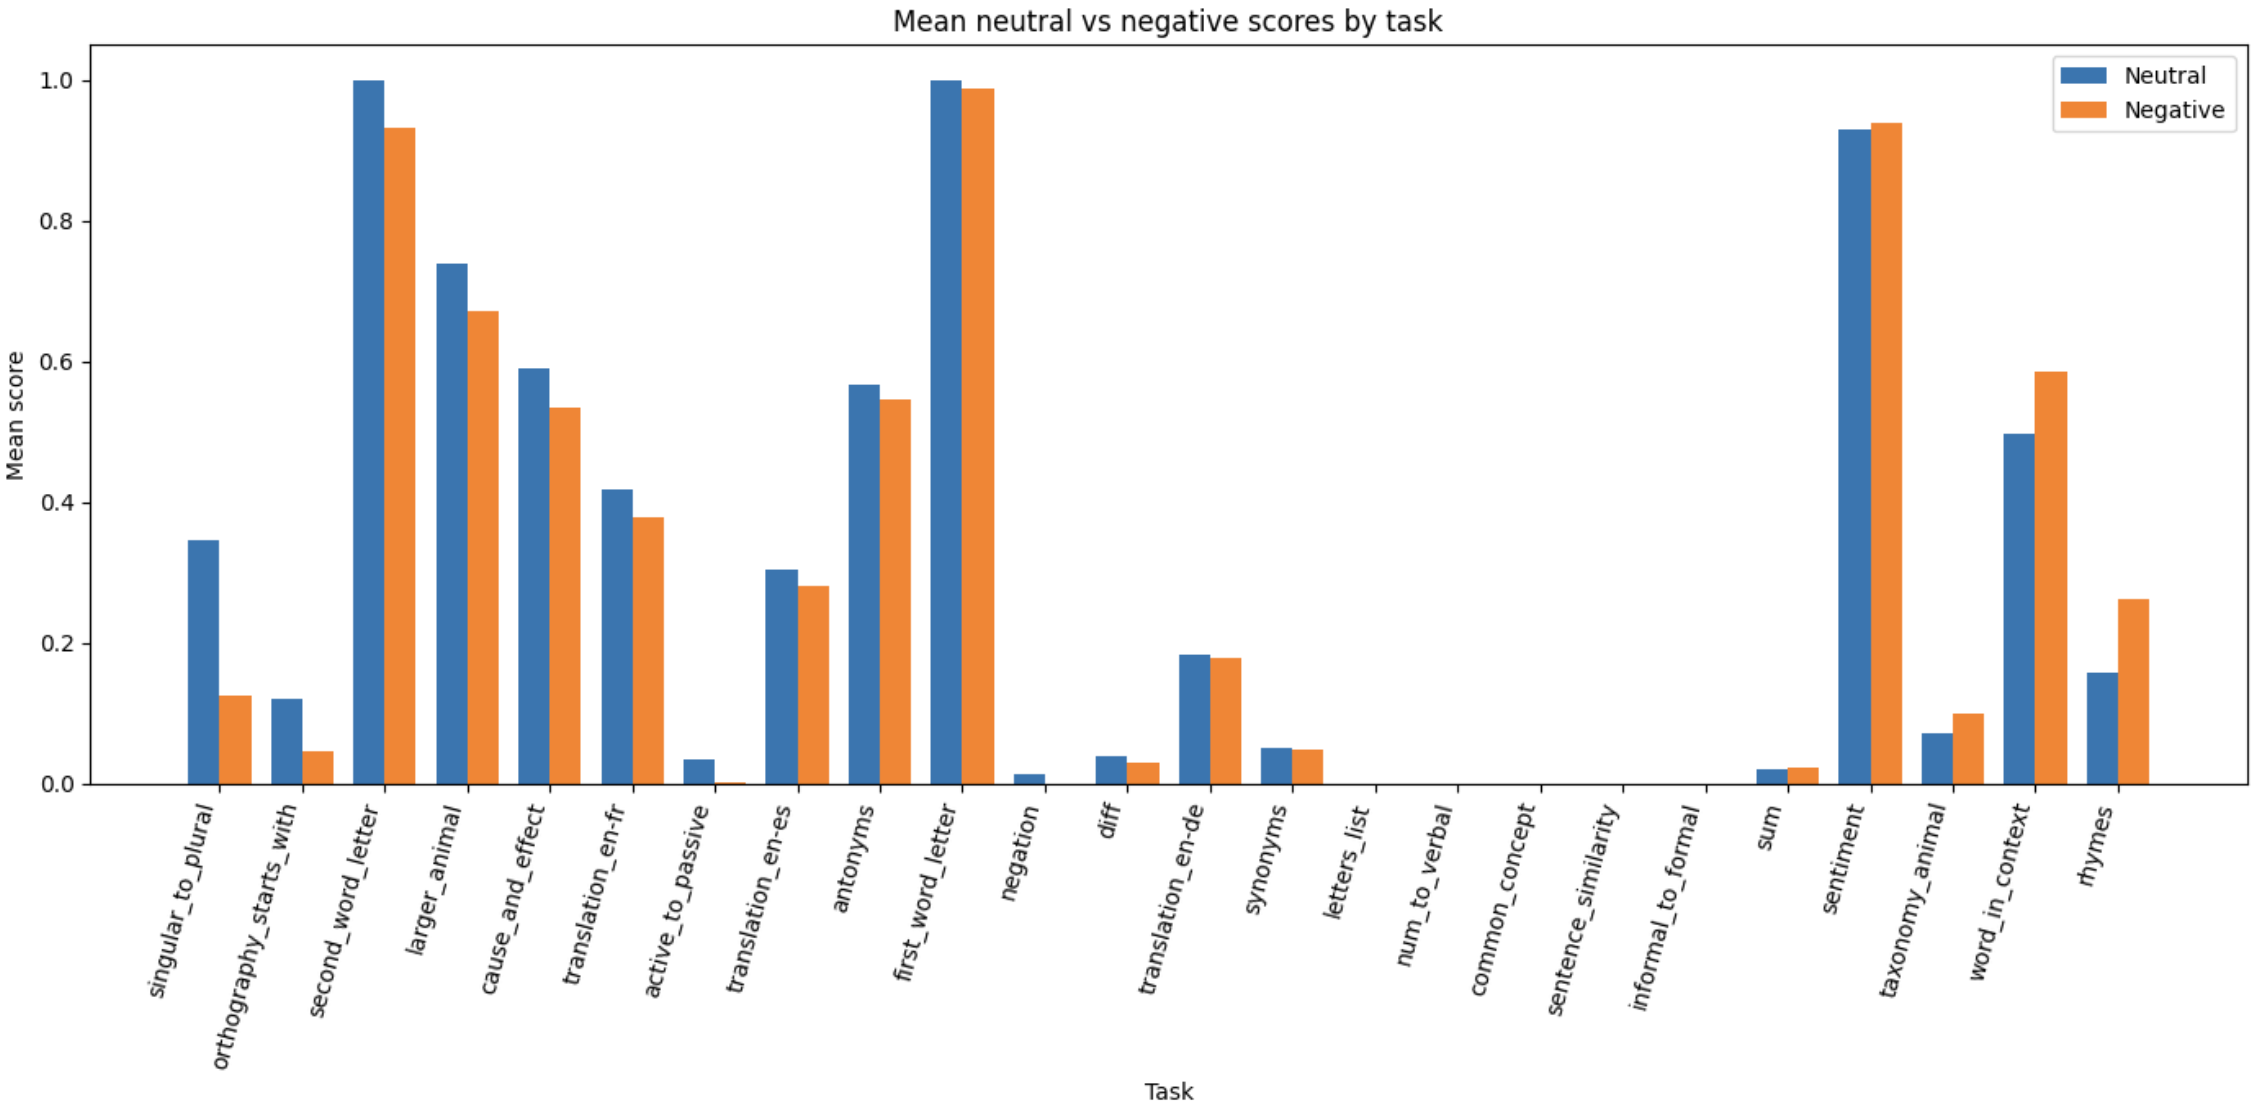 Mean neutral vs negative scores by task
Neutral
Negative
Mean score
1.0
0.8
0.6
0.4
0.2
0.0
singular_to_plural
orthography_starts_with
second_word_letter
larger_animal
cause_and_effect
translation_en-fr
active_to_passive
translation_en-es
antonyms
first_word_letter
negation
diff
translation_en-de
synonyms
letters_list
num_to_verbal
common_concept
sentence_similarity
informal_to_formal
sum
sentiment
taxonomy_animal
word_in_context
rhymes
Task